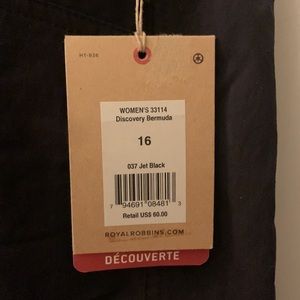 HT-936
WOMEN'S 33114
Discovery Bermuda
16
037 Jet Black
7 94691 08481 3
Retail US$ 60.00
ROYALROBBINS.COM
DÉCOUVERTE